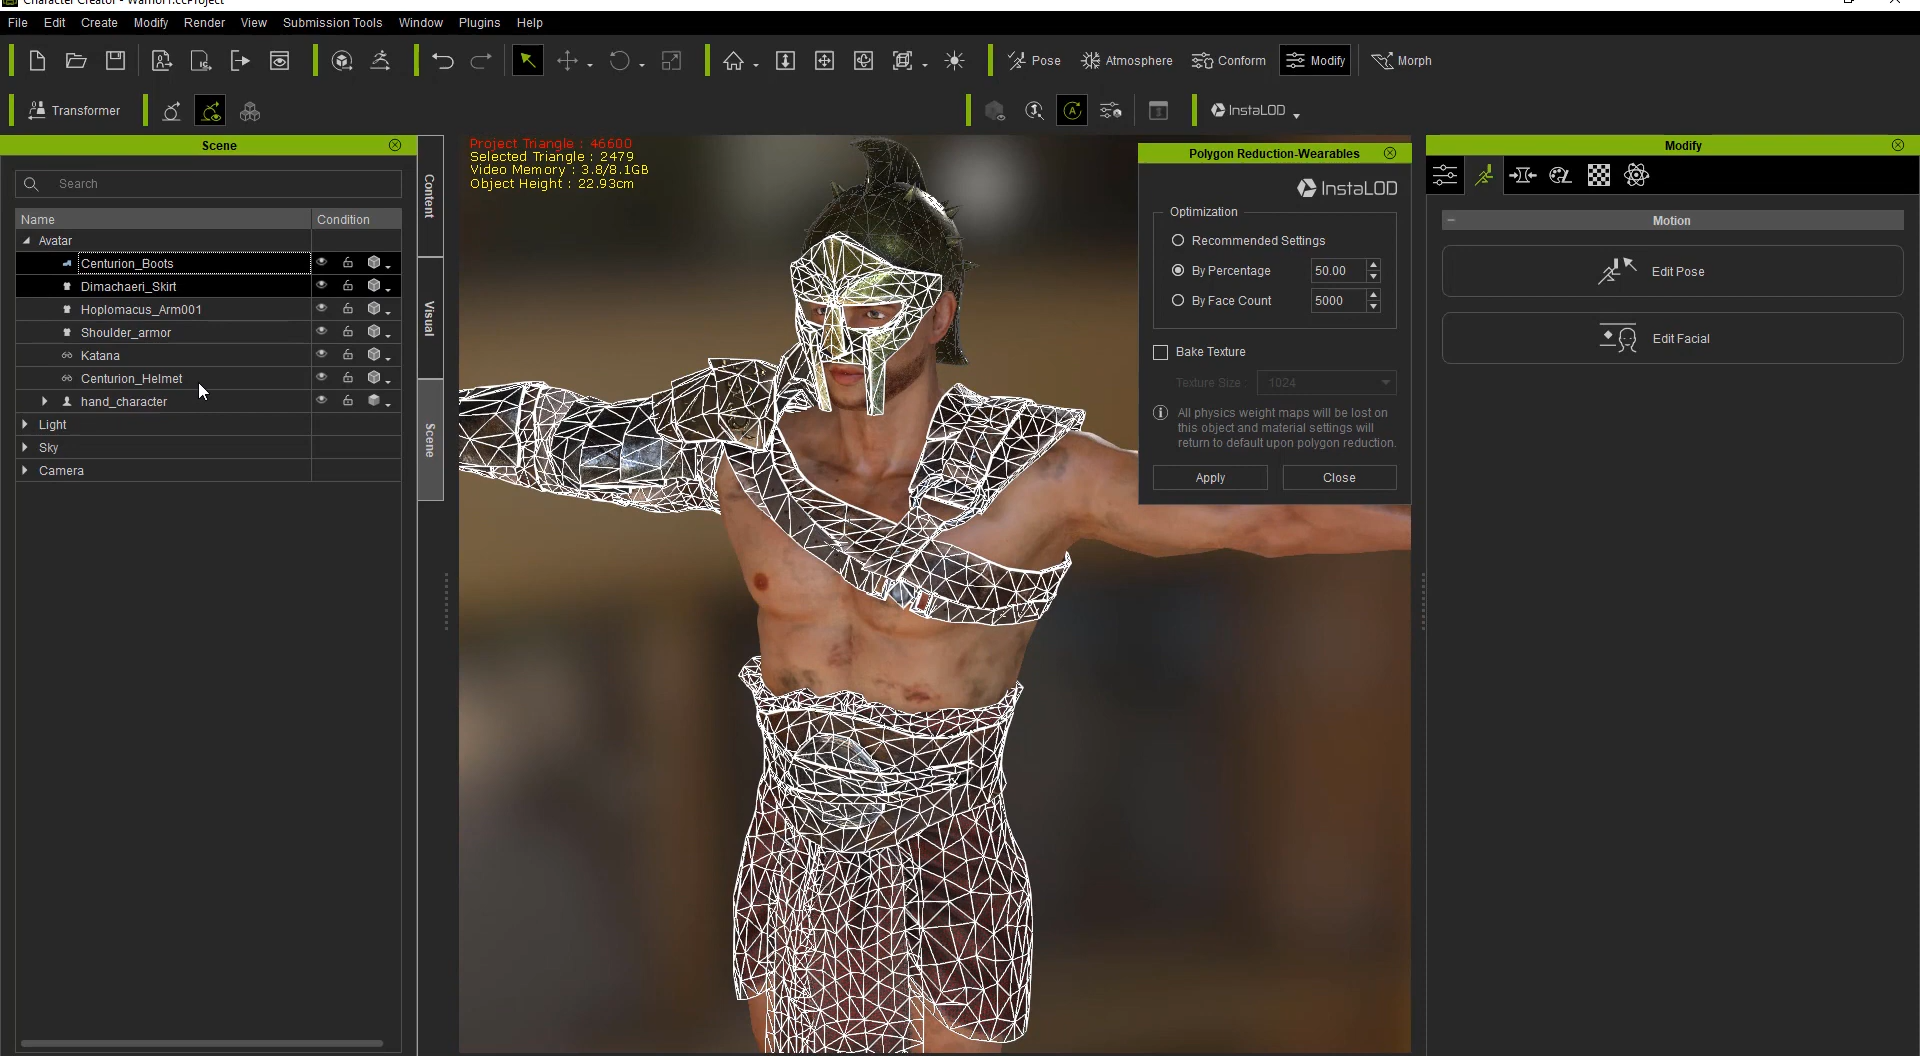 Character Creator - Warrior1.ccProject
File Edit Create Modify Render View Submission Tools Window Plugins Help
Pose Atmosphere Conform Modify Morph
Transformer InstaLOD
Scene
Search
Name Condition
Avatar
Centurion_Boots
Dimachaeri_Skirt
Hoplomacus_Arm001
Shoulder_armor
Katana
Centurion_Helmet
hand_character
Light
Sky
Camera
Content
Visual
Scene
Project Triangle : 46600
Selected Triangle : 2479
Video Memory : 3.8/8.1GB
Object Height : 22.93cm
Polygon Reduction-Wearables
InstaLOD
Optimization
Recommended Settings
By Percentage 50.00
By Face Count 5000
Bake Texture
Texture Size : 1024
All physics weight maps will be lost on
this object and material settings will
return to default upon polygon reduction.
Apply Close
Modify
Motion
Edit Pose
Edit Facial